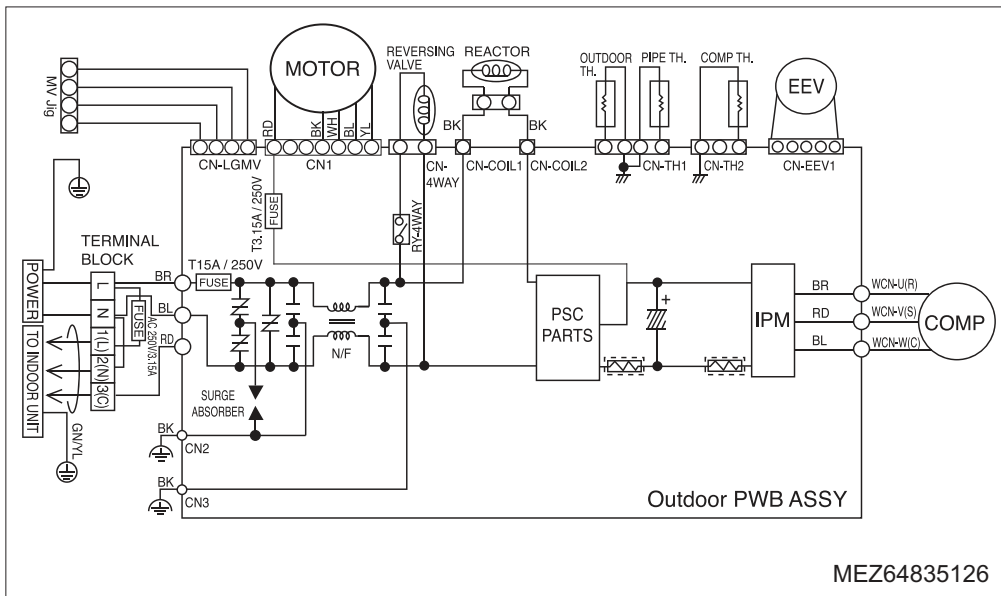 MV Jig
MOTOR
REVERSING
VALVE
REACTOR
OUTDOOR
TH.
PIPE TH.
COMP TH.
EEV
RD
BK
WH
BL
YL
BK
BK
CN-LGMV
CN1
CN-
4WAY
CN-COIL1
CN-COIL2
CN-TH1
CN-TH2
CN-EEV1
T3.15A / 250V
FUSE
RY-4WAY
TERMINAL
BLOCK
POWER
TO INDOOR UNIT
L
N
1(L)
2(N)
3(C)
FUSE
AC 250V/3.15A
BR
BL
RD
T15A / 250V
FUSE
N/F
SURGE
ABSORBER
PSC
PARTS
+
IPM
BR
RD
BL
WCN-U(R)
WCN-V(S)
WCN-W(C)
COMP
GN/YL
BK
CN2
BK
CN3
Outdoor PWB ASSY
MEZ64835126